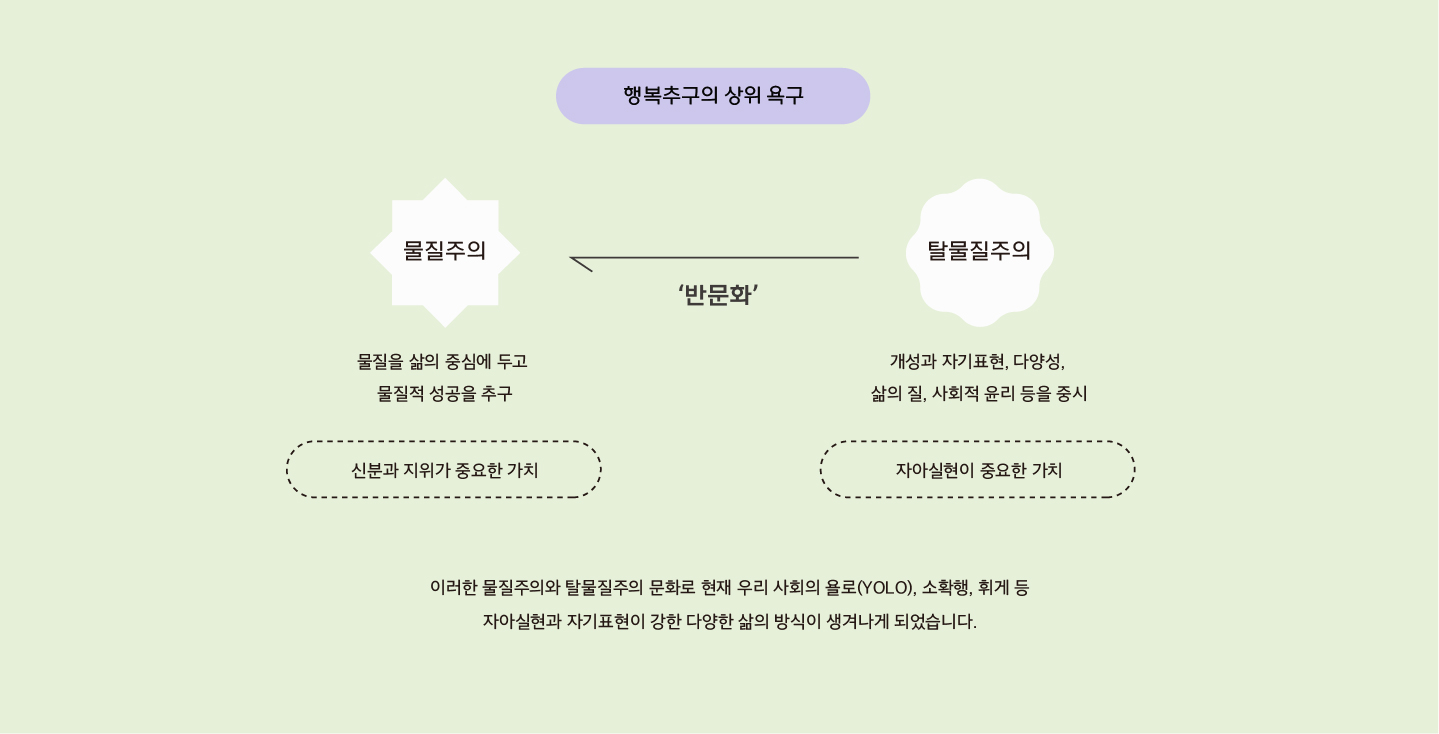 행복추구의 상위 욕구
물질주의
탈물질주의
‘반문화’
물질을 삶의 중심에 두고
물질적 성공을 추구
개성과 자기표현, 다양성,
삶의 질, 사회적 윤리 등을 중시
신분과 지위가 중요한 가치
자아실현이 중요한 가치
이러한 물질주의와 탈물질주의 문화로 현재 우리 사회의 욜로(YOLO), 소확행, 휘게 등
자아실현과 자기표현이 강한 다양한 삶의 방식이 생겨나게 되었습니다.